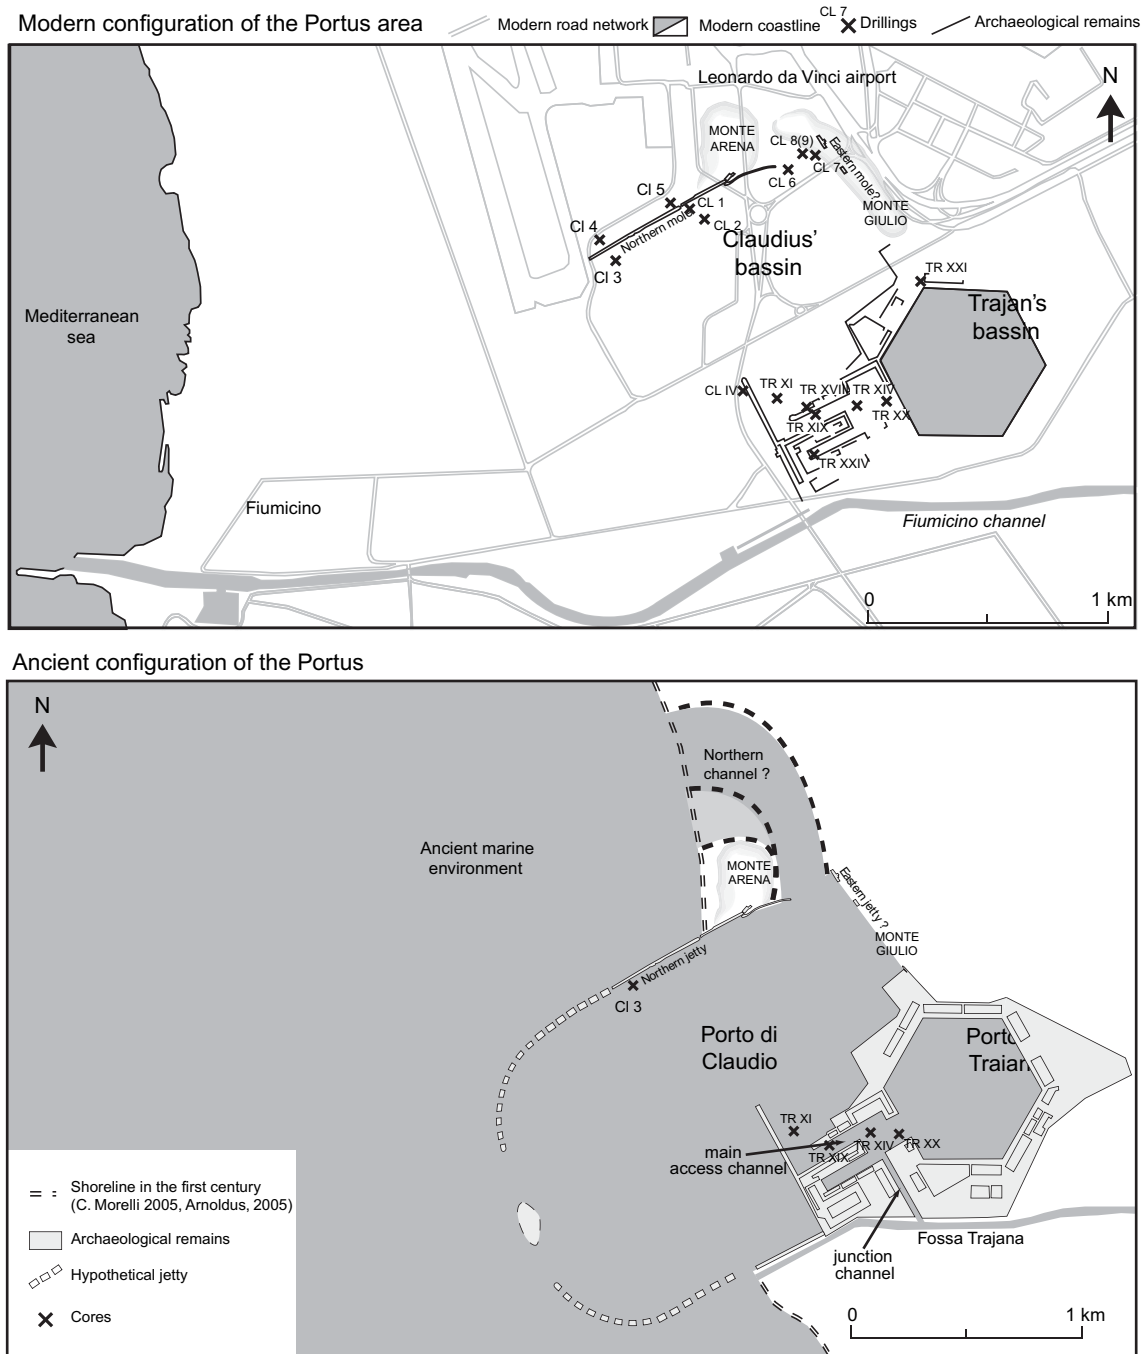 Modern configuration of the Portus area
Modern road network
Modern coastline
CL 7
Drillings
Archaeological remains
Leonardo da Vinci airport
N
MONTE
ARENA
CL 8(9)
CL 7
Eastern mole?
CL 6
Cl 5
CL 1
MONTE
GIULIO
Cl 4
Northern mole
CL 2
Claudius'
bassin
Cl 3
TR XXI
Trajan's
bassin
Mediterranean
sea
CL IV
TR XI
TR XVIII
TR XIV
TR XX
TR XIX
TR XXIV
Fiumicino
Fiumicino channel
0
1 km
Ancient configuration of the Portus
N
Northern
channel ?
Ancient marine
environment
MONTE
ARENA
Eastern jetty ?
MONTE
GIULIO
Northern jetty
Cl 3
Porto di
Claudio
Porto
Traian
TR XI
TR XIV
TR XX
TR XIX
main
access channel
Fossa Trajana
junction
channel
Shoreline in the first century
(C. Morelli 2005, Arnoldus, 2005)
Archaeological remains
Hypothetical jetty
Cores
0
1 km